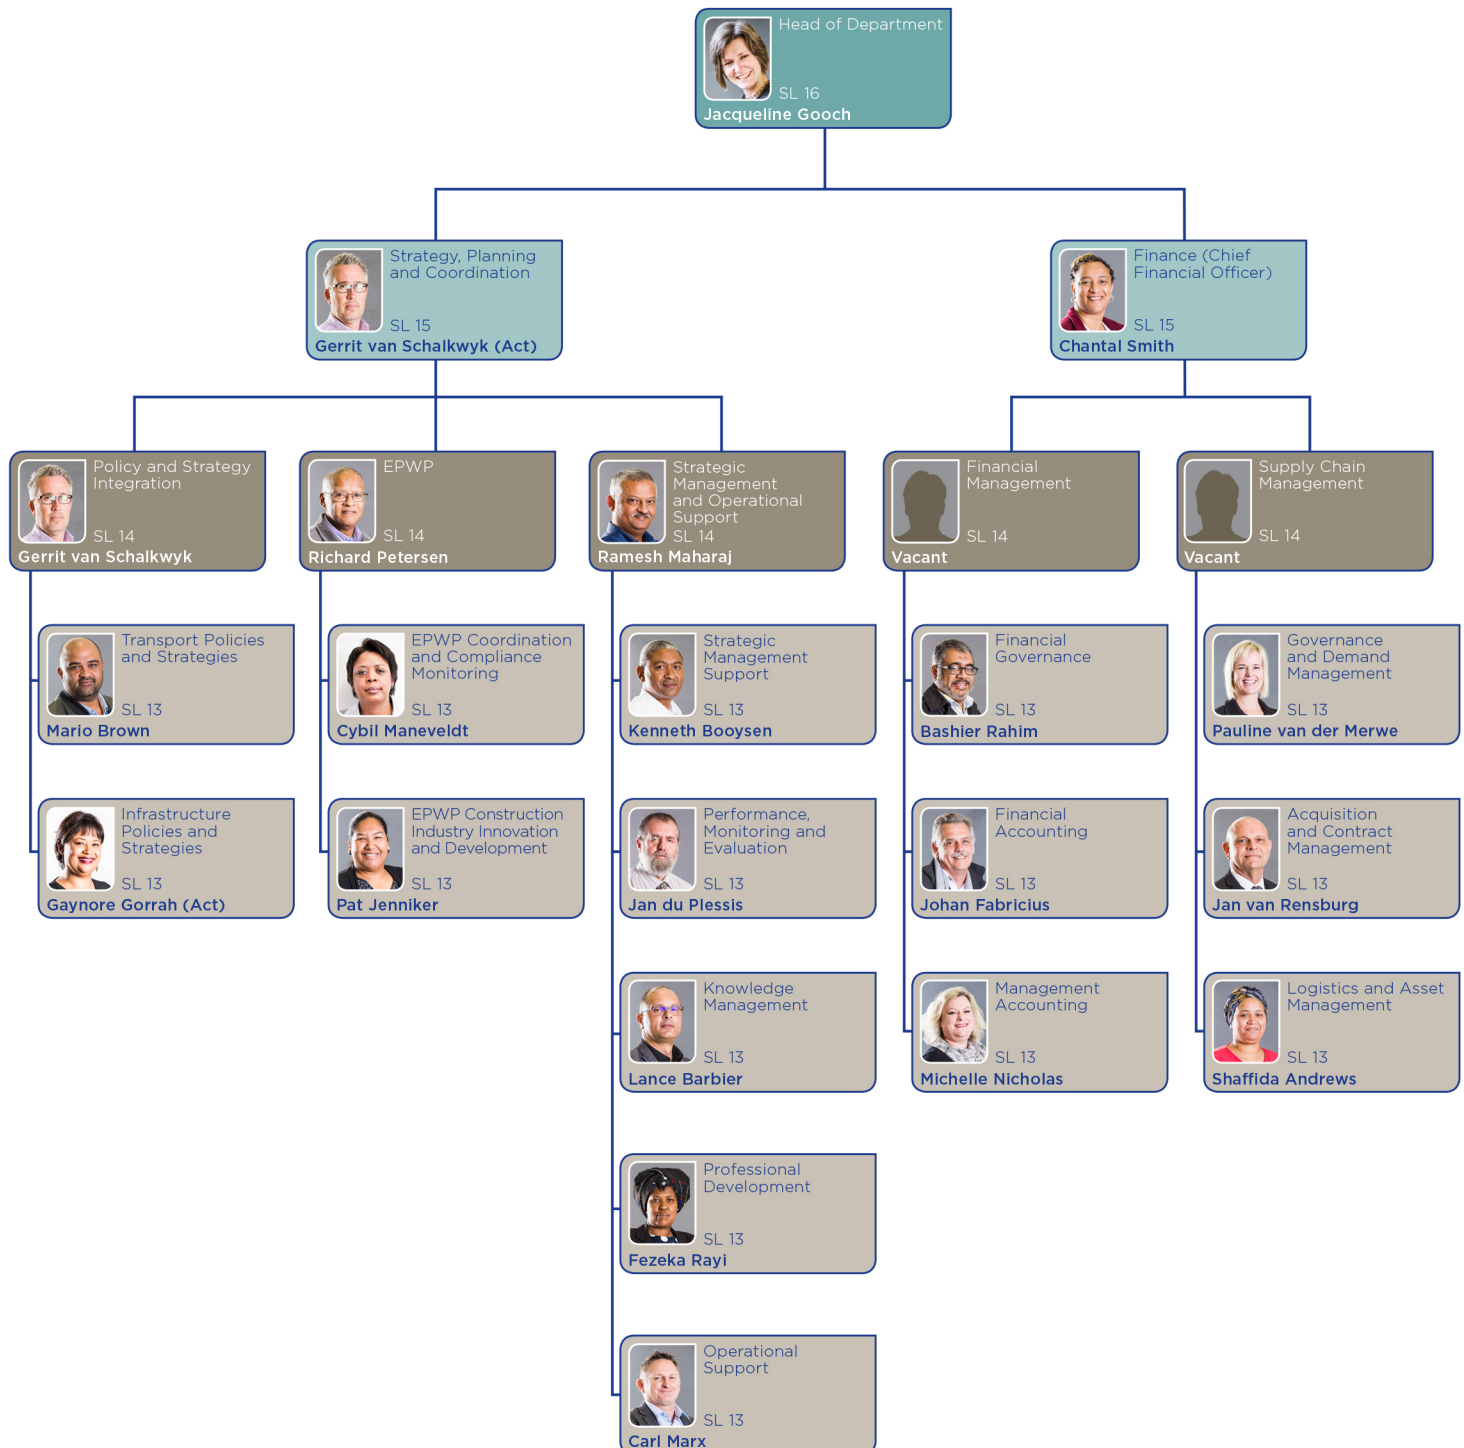 Head of Department
SL 16
Jacqueline Gooch
Strategy, Planning
and Coordination
SL 15
Gerrit van Schalkwyk (Act)
Finance (Chief
Financial Officer)
SL 15
Chantal Smith
Policy and Strategy
Integration
SL 14
Gerrit van Schalkwyk
EPWP
SL 14
Richard Petersen
Strategic
Management
and Operational
Support
SL 14
Ramesh Maharaj
Financial
Management
SL 14
Vacant
Supply Chain
Management
SL 14
Vacant
Transport Policies
and Strategies
SL 13
Mario Brown
EPWP Coordination
and Compliance
Monitoring
SL 13
Cybil Maneveldt
Strategic
Management
Support
SL 13
Kenneth Booysen
Financial
Governance
SL 13
Bashier Rahim
Governance
and Demand
Management
SL 13
Pauline van der Merwe
Infrastructure
Policies and
Strategies
SL 13
Gaynore Gorrah (Act)
EPWP Construction
Industry Innovation
and Development
SL 13
Pat Jenniker
Performance,
Monitoring and
Evaluation
SL 13
Jan du Plessis
Financial
Accounting
SL 13
Johan Fabricius
Acquisition
and Contract
Management
SL 13
Jan van Rensburg
Knowledge
Management
SL 13
Lance Barbier
Management
Accounting
SL 13
Michelle Nicholas
Logistics and Asset
Management
SL 13
Shaffida Andrews
Professional
Development
SL 13
Fezeka Rayi
Operational
Support
SL 13
Carl Marx